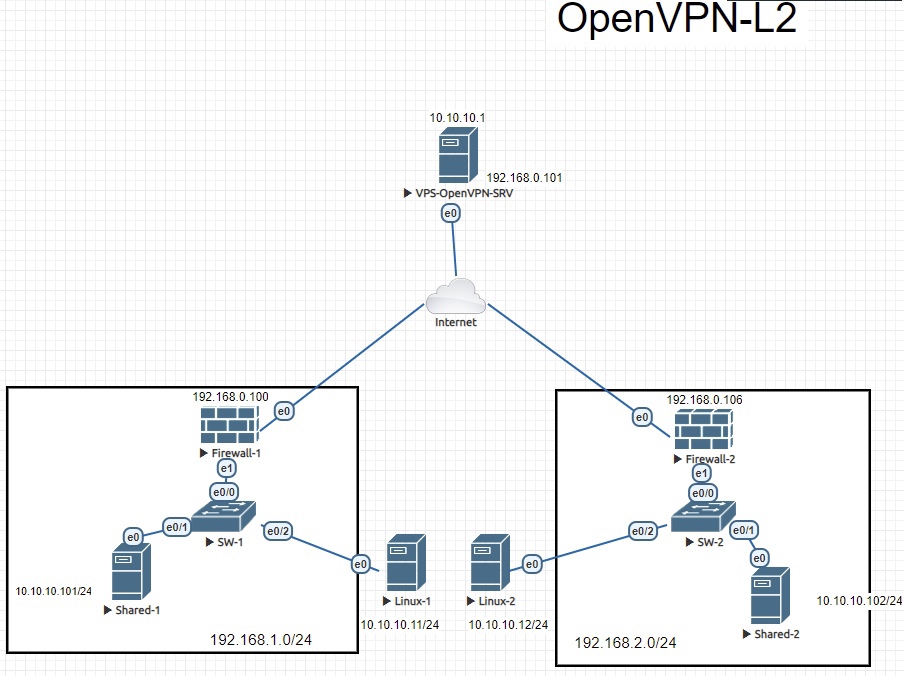 OpenVPN-L2
10.10.10.1
192.168.0.101
VPS-OpenVPN-SRV
e0
Internet
192.168.0.100
e0
Firewall-1
e1
e0/0
e0/1
e0
SW-1
e0/2
e0
10.10.10.101/24
Shared-1
192.168.1.0/24
Linux-1
10.10.10.11/24
192.168.0.106
e0
Firewall-2
e1
e0/0
e0/2
e0
SW-2
e0/1
e0
Linux-2
10.10.10.12/24
10.10.10.102/24
Shared-2
192.168.2.0/24